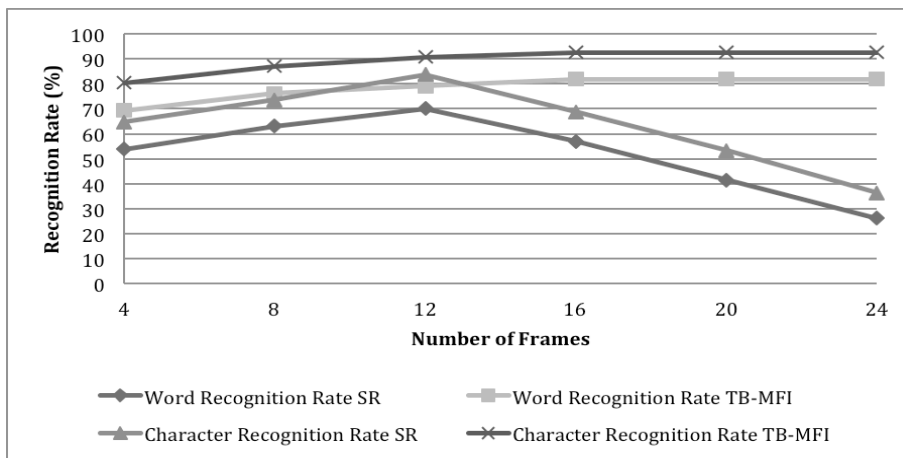 100
90
80
70
60
50
40
30
20
10
0
Recognition Rate (%)
4 8 12 16 20 24
Number of Frames
Word Recognition Rate SR Word Recognition Rate TB-MFI
Character Recognition Rate SR Character Recognition Rate TB-MFI